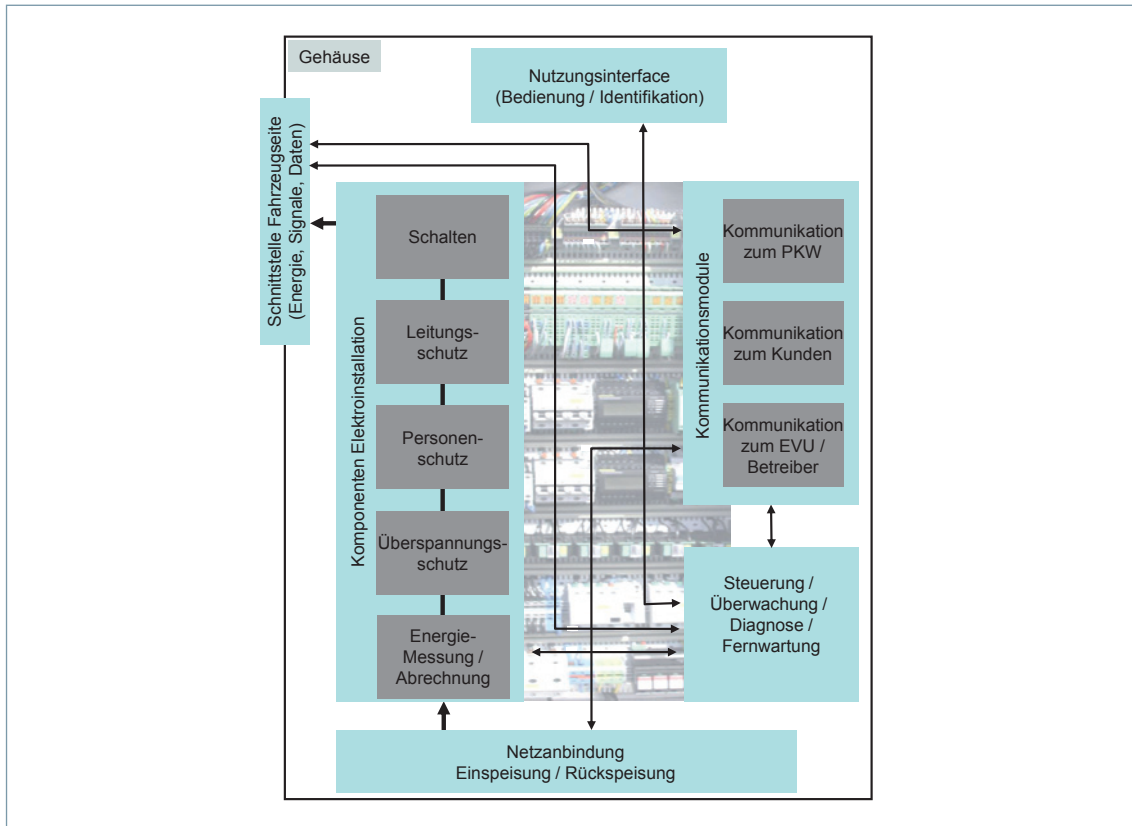 Gehäuse
Nutzungsinterface
(Bedienung / Identifikation)
Schnittstelle Fahrzeugseite
(Energie, Signale, Daten)
Komponenten Elektroinstallation
Schalten
Leitungs-
schutz
Personen-
schutz
Überspannungs-
schutz
Energie-
Messung /
Abrechnung
Kommunikationsmodule
Kommunikation
zum PKW
Kommunikation
zum Kunden
Kommunikation
zum EVU /
Betreiber
Steuerung /
Überwachung /
Diagnose /
Fernwartung
Netzanbindung
Einspeisung / Rückspeisung